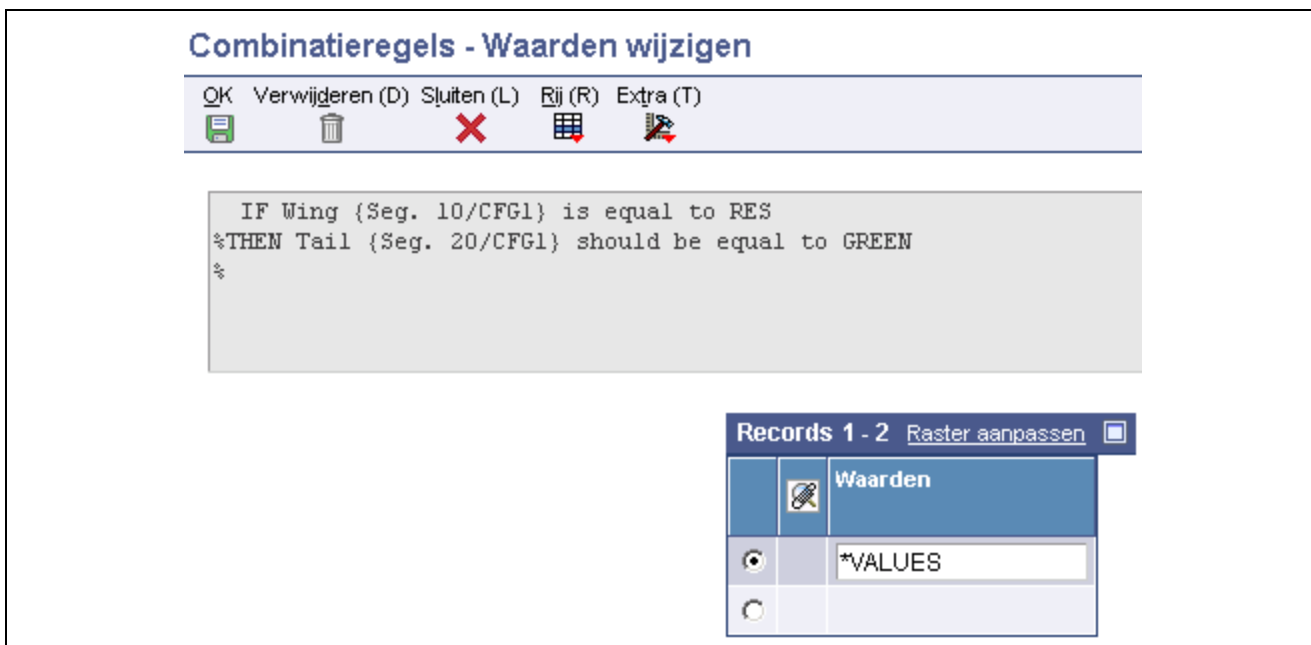 Combinatieregels - Waarden wijzigen
OK Verwijderen (D) Sluiten (L) Rij (R) Extra (T)
IF Wing {Seg. 10/CFG1} is equal to RES
%THEN Tail {Seg. 20/CFG1} should be equal to GREEN
%
Records 1 - 2 Raster aanpassen
Waarden
*VALUES